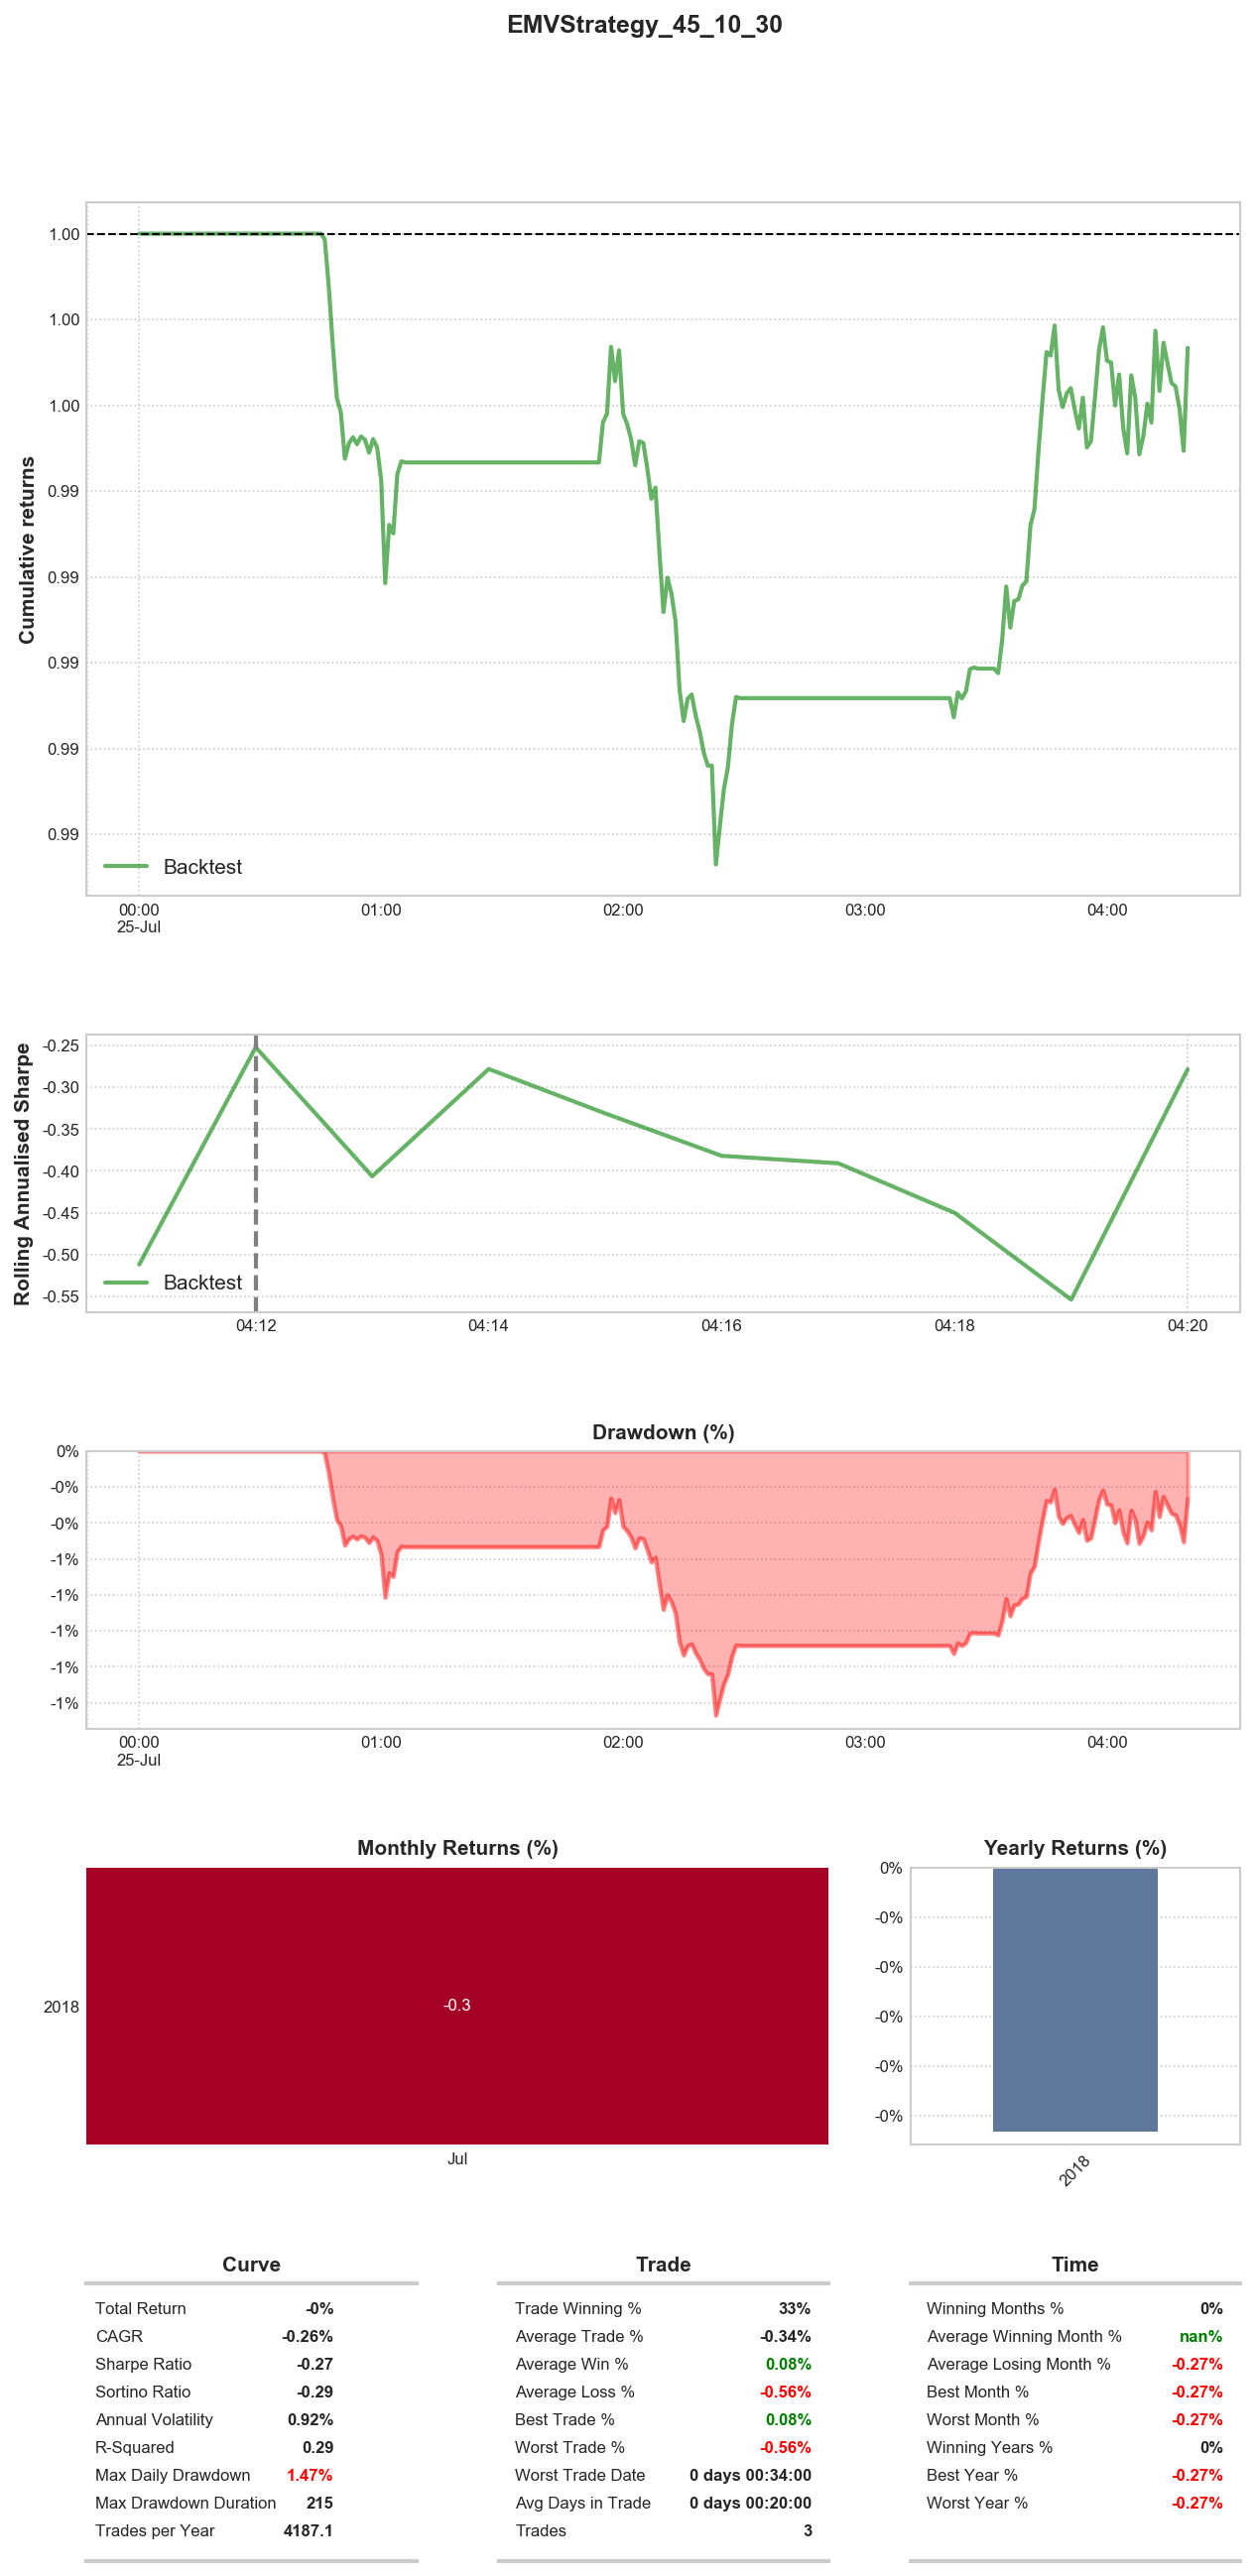 EMVStrategy_45_10_30
Cumulative returns
1.00
1.00
1.00
0.99
0.99
0.99
0.99
0.99
Backtest
00:00
25-Jul
01:00
02:00
03:00
04:00
Rolling Annualised Sharpe
-0.25
-0.30
-0.35
-0.40
-0.45
-0.50
-0.55
Backtest
04:12
04:14
04:16
04:18
04:20
Drawdown (%)
0%
-0%
-0%
-1%
-1%
-1%
-1%
-1%
00:00
25-Jul
01:00
02:00
03:00
04:00
Monthly Returns (%)
2018
-0.3
Jul
Yearly Returns (%)
0%
-0%
-0%
-0%
-0%
-0%
2018
Curve
Total Return -0%
CAGR -0.26%
Sharpe Ratio -0.27
Sortino Ratio -0.29
Annual Volatility 0.92%
R-Squared 0.29
Max Daily Drawdown 1.47%
Max Drawdown Duration 215
Trades per Year 4187.1
Trade
Trade Winning % 33%
Average Trade % -0.34%
Average Win % 0.08%
Average Loss % -0.56%
Best Trade % 0.08%
Worst Trade % -0.56%
Worst Trade Date 0 days 00:34:00
Avg Days in Trade 0 days 00:20:00
Trades 3
Time
Winning Months % 0%
Average Winning Month % nan%
Average Losing Month % -0.27%
Best Month % -0.27%
Worst Month % -0.27%
Winning Years % 0%
Best Year % -0.27%
Worst Year % -0.27%